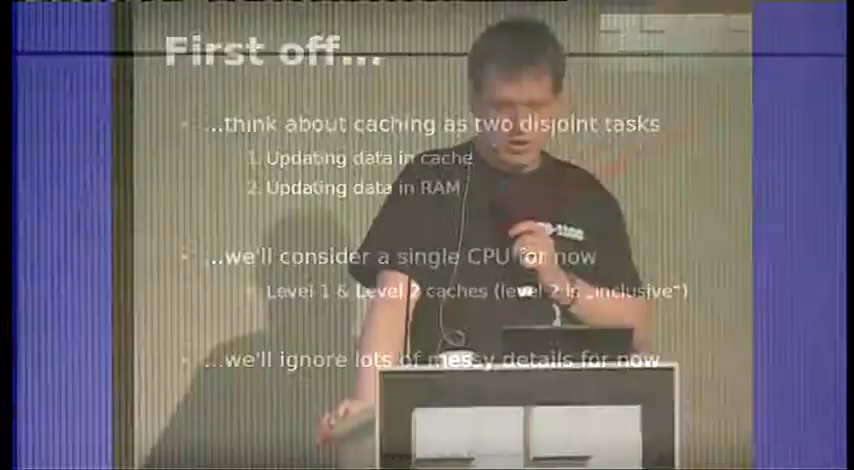 First off...
...think about caching as two disjoint tasks
1. Updating data in cache
2. Updating data in RAM
...we'll consider a single CPU for now
Level 1 & Level 2 caches (level 2 is „inclusive“)
...we'll ignore lots of messy details for now